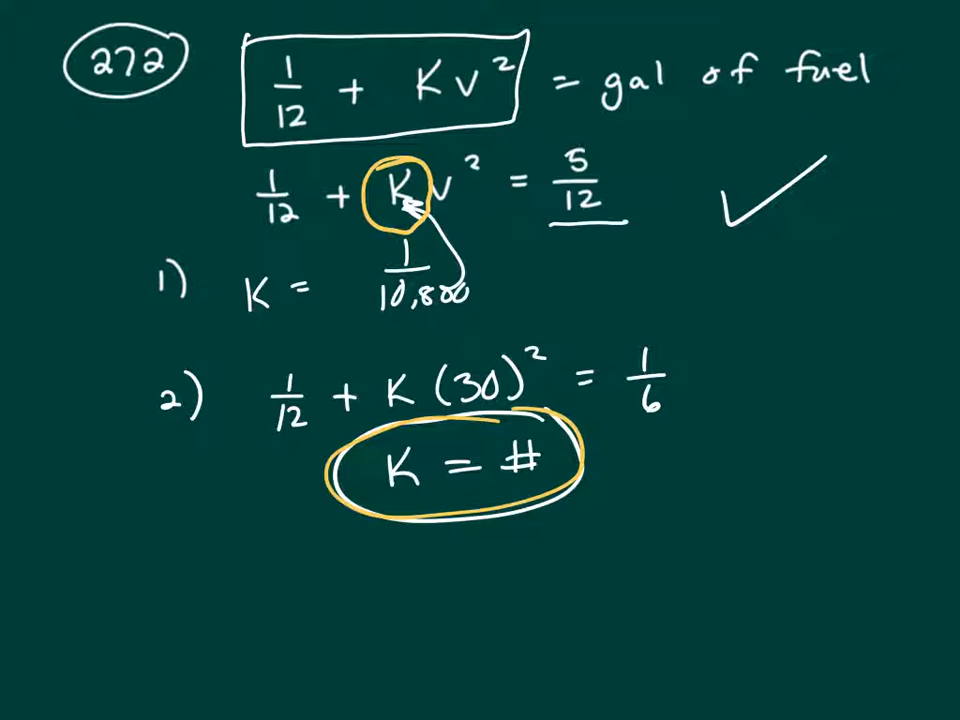 272
1/12 + Kv² = gal of fuel
1/12 + Kv² = 5/12
1) K = 1/10,800
2) 1/12 + K(30)² = 1/6
K = #